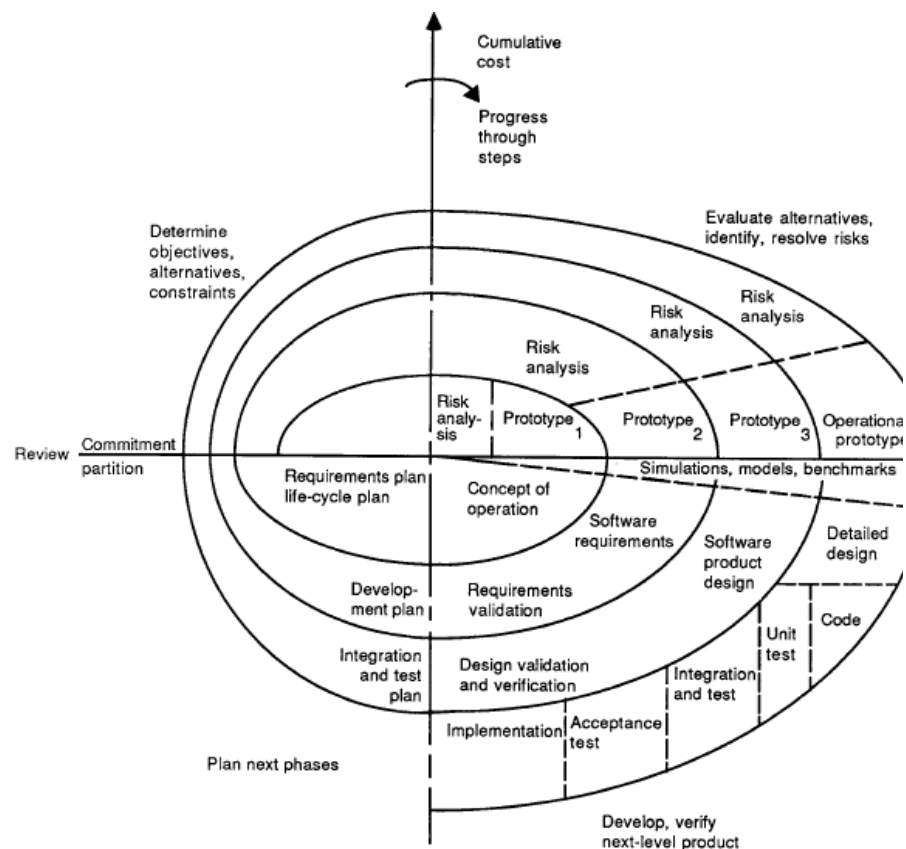 Cumulative
cost
Progress
through
steps
Evaluate alternatives,
identify, resolve risks
Determine
objectives,
alternatives,
constraints
Risk
analysis
Risk
analysis
Risk
analysis
Risk
analy-
sis
Prototype
1
Prototype
2
Prototype
3
Operational
prototype
Review
Commitment
partition
Simulations, models, benchmarks
Requirements plan
life-cycle plan
Concept of
operation
Software
requirements
Software
product
design
Detailed
design
Develop-
ment plan
Requirements
validation
Code
Unit
test
Integration
and test
plan
Design validation
and verification
Integration
and test
Acceptance
test
Implementation
Plan next phases
Develop, verify
next-level product